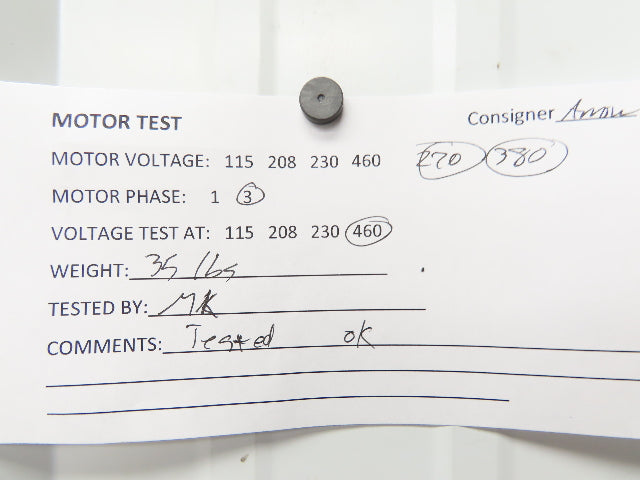 MOTOR TEST Consigner Arrow
MOTOR VOLTAGE: 115 208 230 460 270 380
MOTOR PHASE: 1 3
VOLTAGE TEST AT: 115 208 230 460
WEIGHT: 35 lbs
TESTED BY: MK
COMMENTS: Tested ok